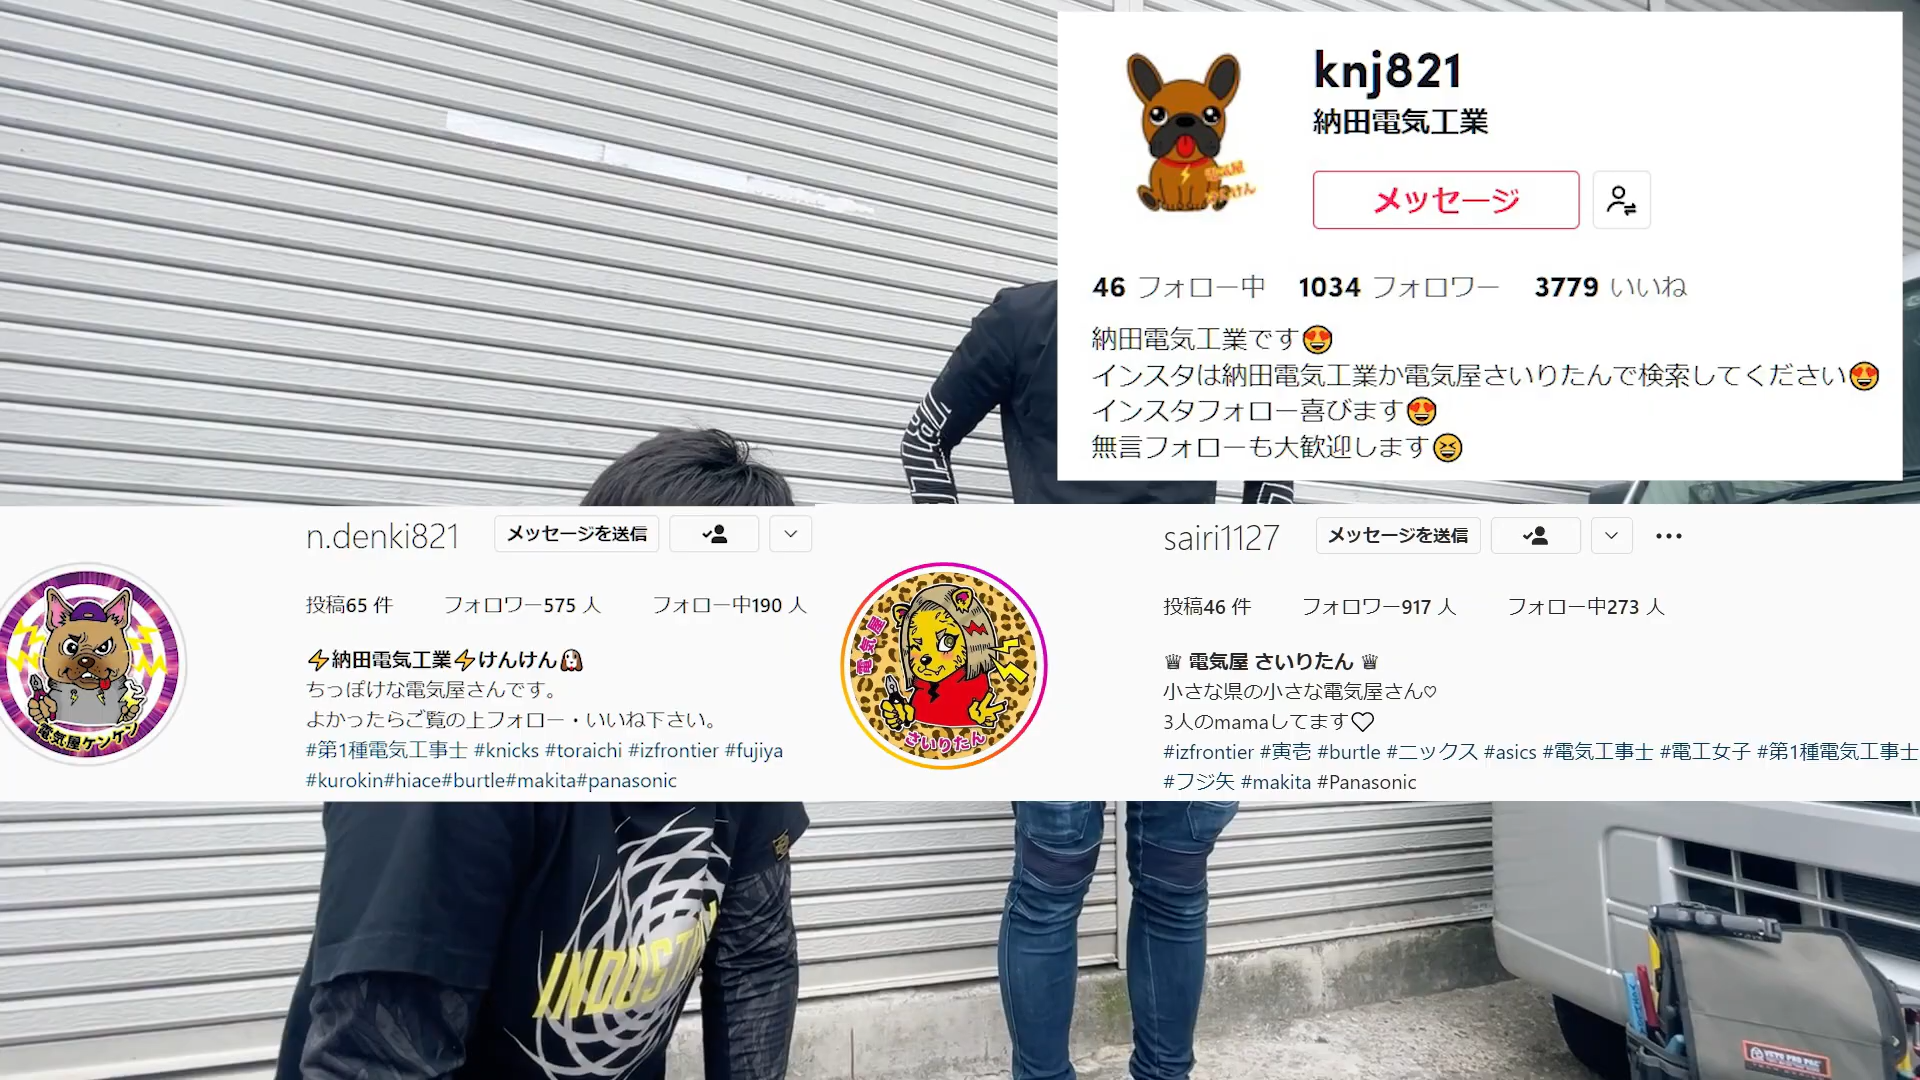 knj821
納田電気工業
メッセージ
46 フォロー中 1034 フォロワー 3779 いいね
納田電気工業です😍
インスタは納田電気工業か電気屋さいりたんで検索してください😍
インスタフォロー喜びます😍
無言フォローも大歓迎します😆
n.denki821 メッセージを送信
投稿65 件 フォロワー575 人 フォロー中190 人
⚡納田電気工業⚡けんけん🐶
ちっぽけな電気屋さんです。
よかったらご覧の上フォロー・いいね下さい。
#第1種電気工事士 #knicks #toraichi #izfrontier #fujiya
#kurokin#hiace#burtle#makita#panasonic
電気屋ケンケン
sairi1127 メッセージを送信 •••
投稿46 件 フォロワー917 人 フォロー中273 人
♕ 電気屋 さいりたん ♕
小さな県の小さな電気屋さん♡
3人のmamaしてます♡
#izfrontier #寅壱 #burtle #ニックス #asics #電気工事士 #電工女子 #第1種電気工事士
#フジ矢 #makita #Panasonic
電気屋
さいりたん
VETO PRO PAC